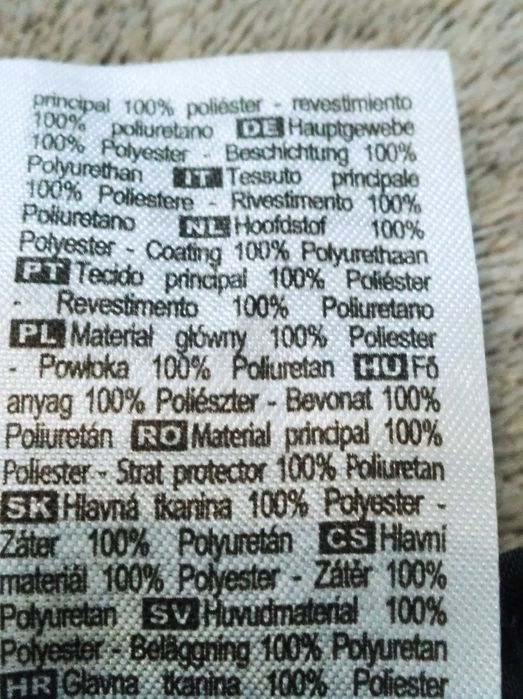 principal 100% poliéster - revestimiento
100% poliuretano DE Hauptgewebe
100% Polyester - Beschichtung 100%
Polyurethan IT Tessuto principale
100% Poliestere - Rivestimento 100%
Poliuretano NL Hoofdstof 100%
Polyester - Coating 100% Polyurethaan
PT Tecido principal 100% Poliéster
- Revestimento 100% Poliuretano
PL Materiał główny 100% Poliester
- Powłoka 100% Poliuretan HU Fő
anyag 100% Poliészter - Bevonat 100%
Poliuretán RO Material principal 100%
Poliester - Strat protector 100% Poliuretan
SK Hlavná tkanina 100% Polyester -
Záter 100% Polyuretán CS Hlavní
materiál 100% Polyester - Zátěr 100%
Polyuretan SV Huvudmaterial 100%
Polyester - Beläggning 100% Polyuretan
HR Glavna tkanina 100% Poliester